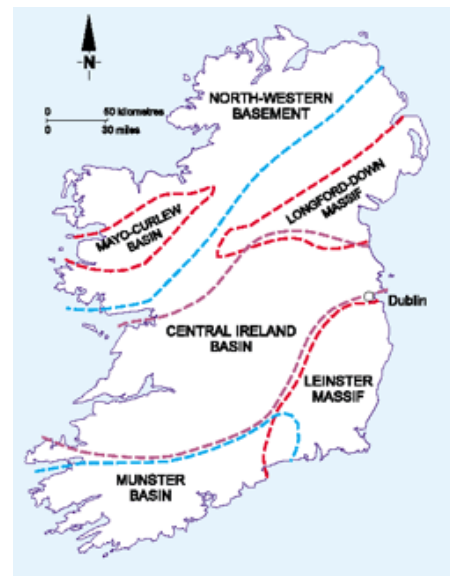 N
0 50 kilometres
0 30 miles
NORTH-WESTERN
BASEMENT
LONGFORD-DOWN
MASSIF
MAYO-CURLEW
BASIN
Dublin
CENTRAL IRELAND
BASIN
LEINSTER
MASSIF
MUNSTER
BASIN